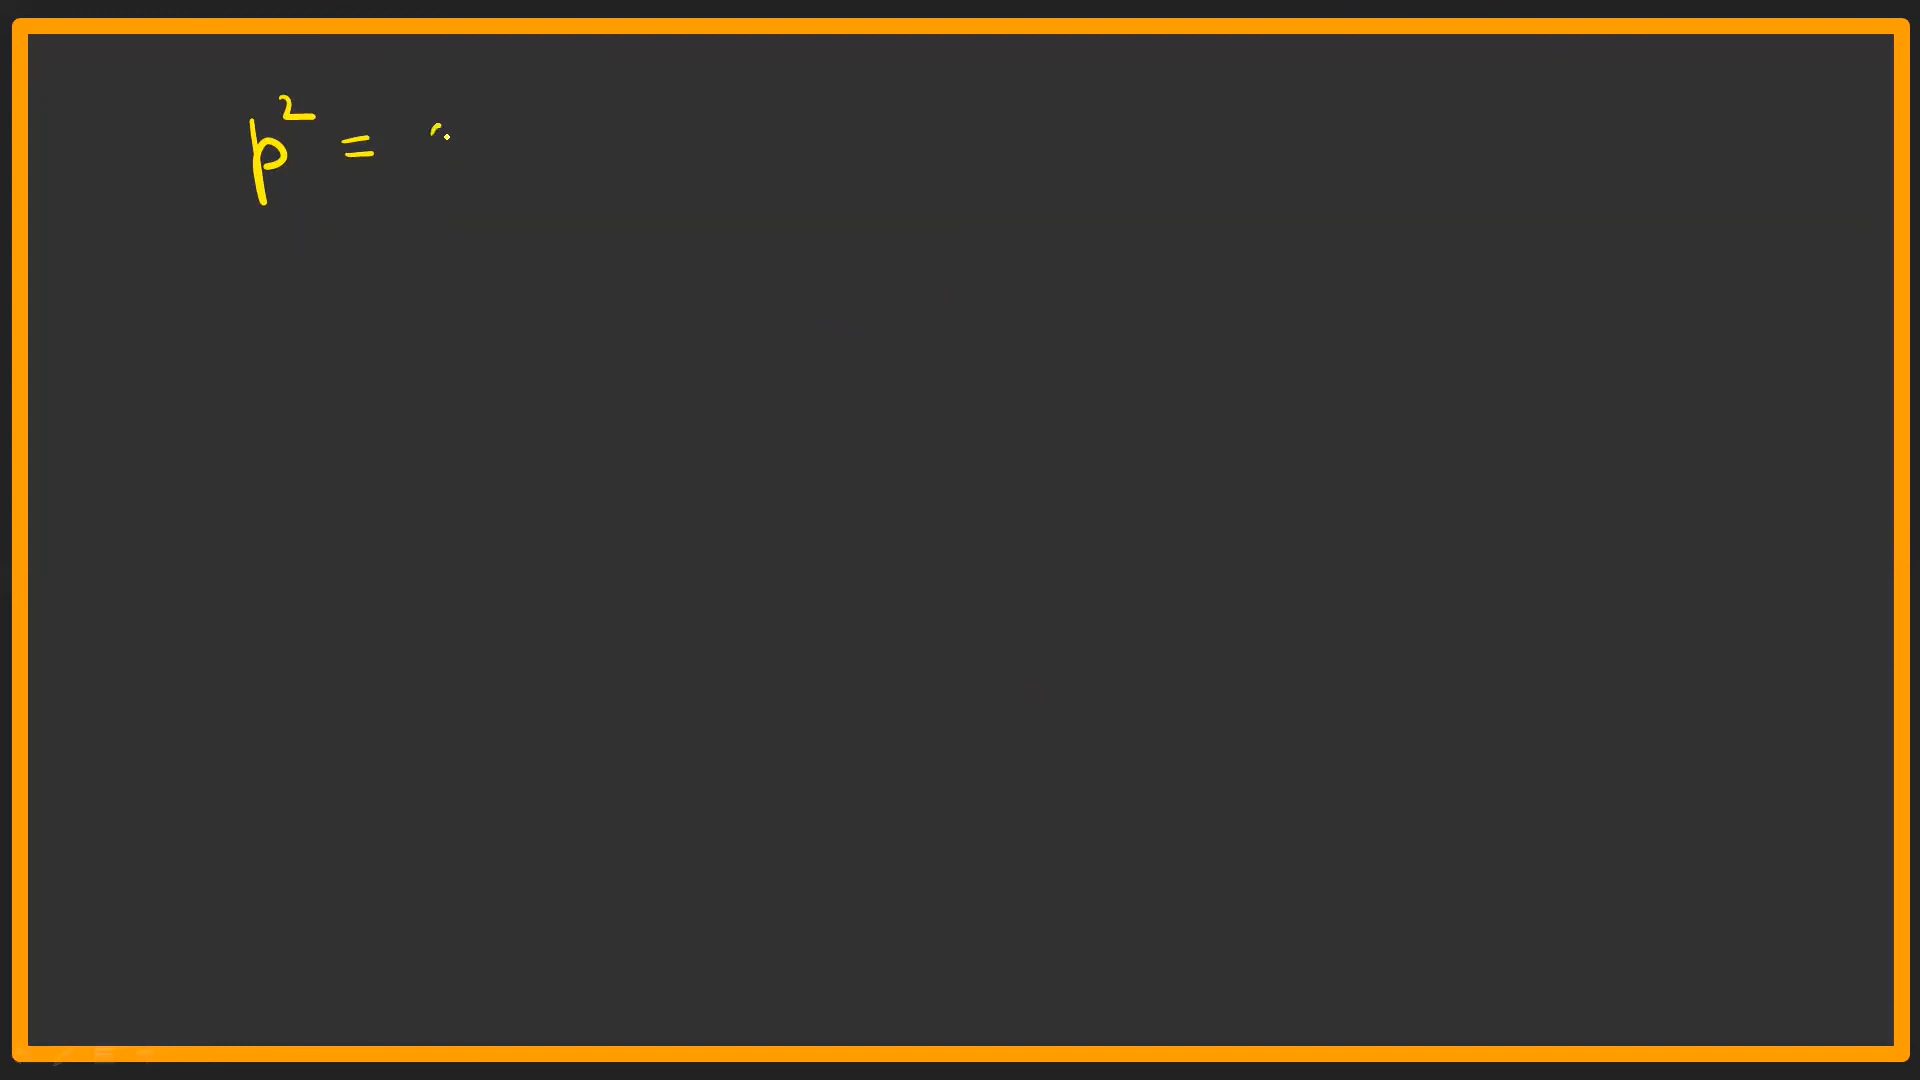 p² =